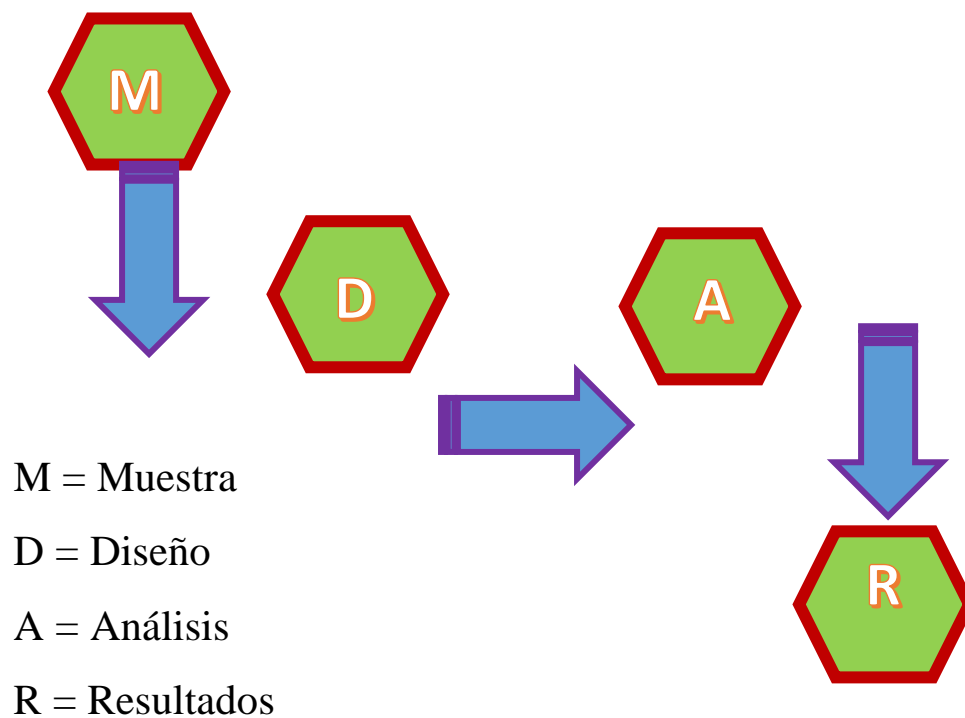 M
D
A
R
M = Muestra
D = Diseño
A = Análisis
R = Resultados